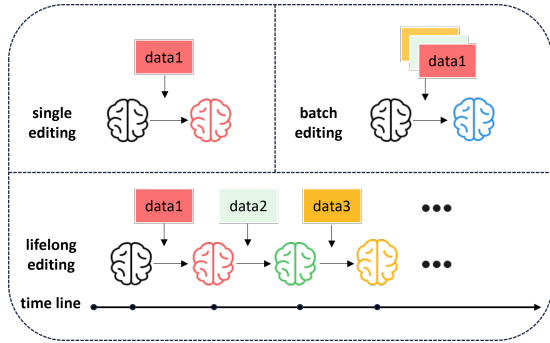 data1
single
editing
data1
batch
editing
data1
data2
data3
lifelong
editing
time line